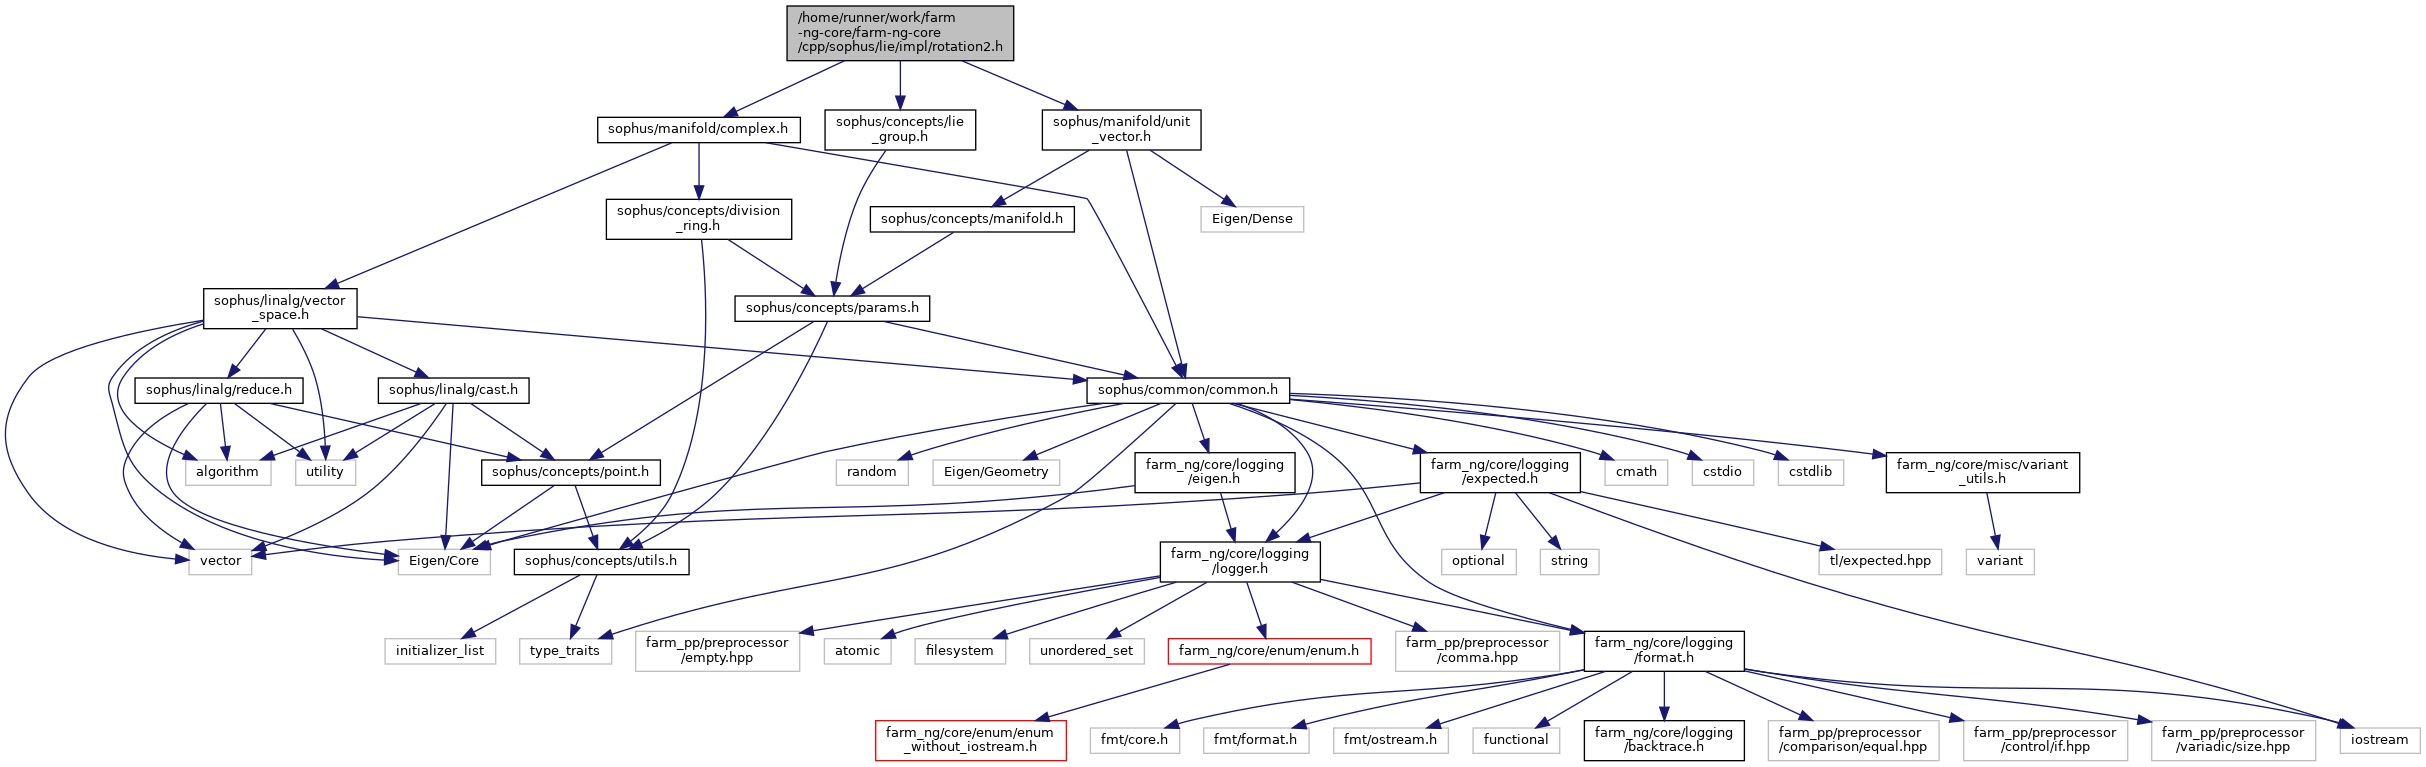 /home/runner/work/farm
-ng-core/farm-ng-core
/cpp/sophus/lie/impl/rotation2.h
sophus/manifold/complex.h
sophus/concepts/lie
_group.h
sophus/manifold/unit
_vector.h
sophus/concepts/division
_ring.h
sophus/concepts/manifold.h
Eigen/Dense
sophus/linalg/vector
_space.h
sophus/concepts/params.h
sophus/linalg/reduce.h
sophus/linalg/cast.h
sophus/common/common.h
algorithm
utility
sophus/concepts/point.h
random
Eigen/Geometry
farm_ng/core/logging
/eigen.h
farm_ng/core/logging
/expected.h
cmath
cstdio
cstdlib
farm_ng/core/misc/variant
_utils.h
vector
Eigen/Core
sophus/concepts/utils.h
farm_ng/core/logging
/logger.h
optional
string
tl/expected.hpp
variant
initializer_list
type_traits
farm_pp/preprocessor
/empty.hpp
atomic
filesystem
unordered_set
farm_ng/core/enum/enum.h
farm_pp/preprocessor
/comma.hpp
farm_ng/core/logging
/format.h
farm_ng/core/enum/enum
_without_iostream.h
fmt/core.h
fmt/format.h
fmt/ostream.h
functional
farm_ng/core/logging
/backtrace.h
farm_pp/preprocessor
/comparison/equal.hpp
farm_pp/preprocessor
/control/if.hpp
farm_pp/preprocessor
/variadic/size.hpp
iostream